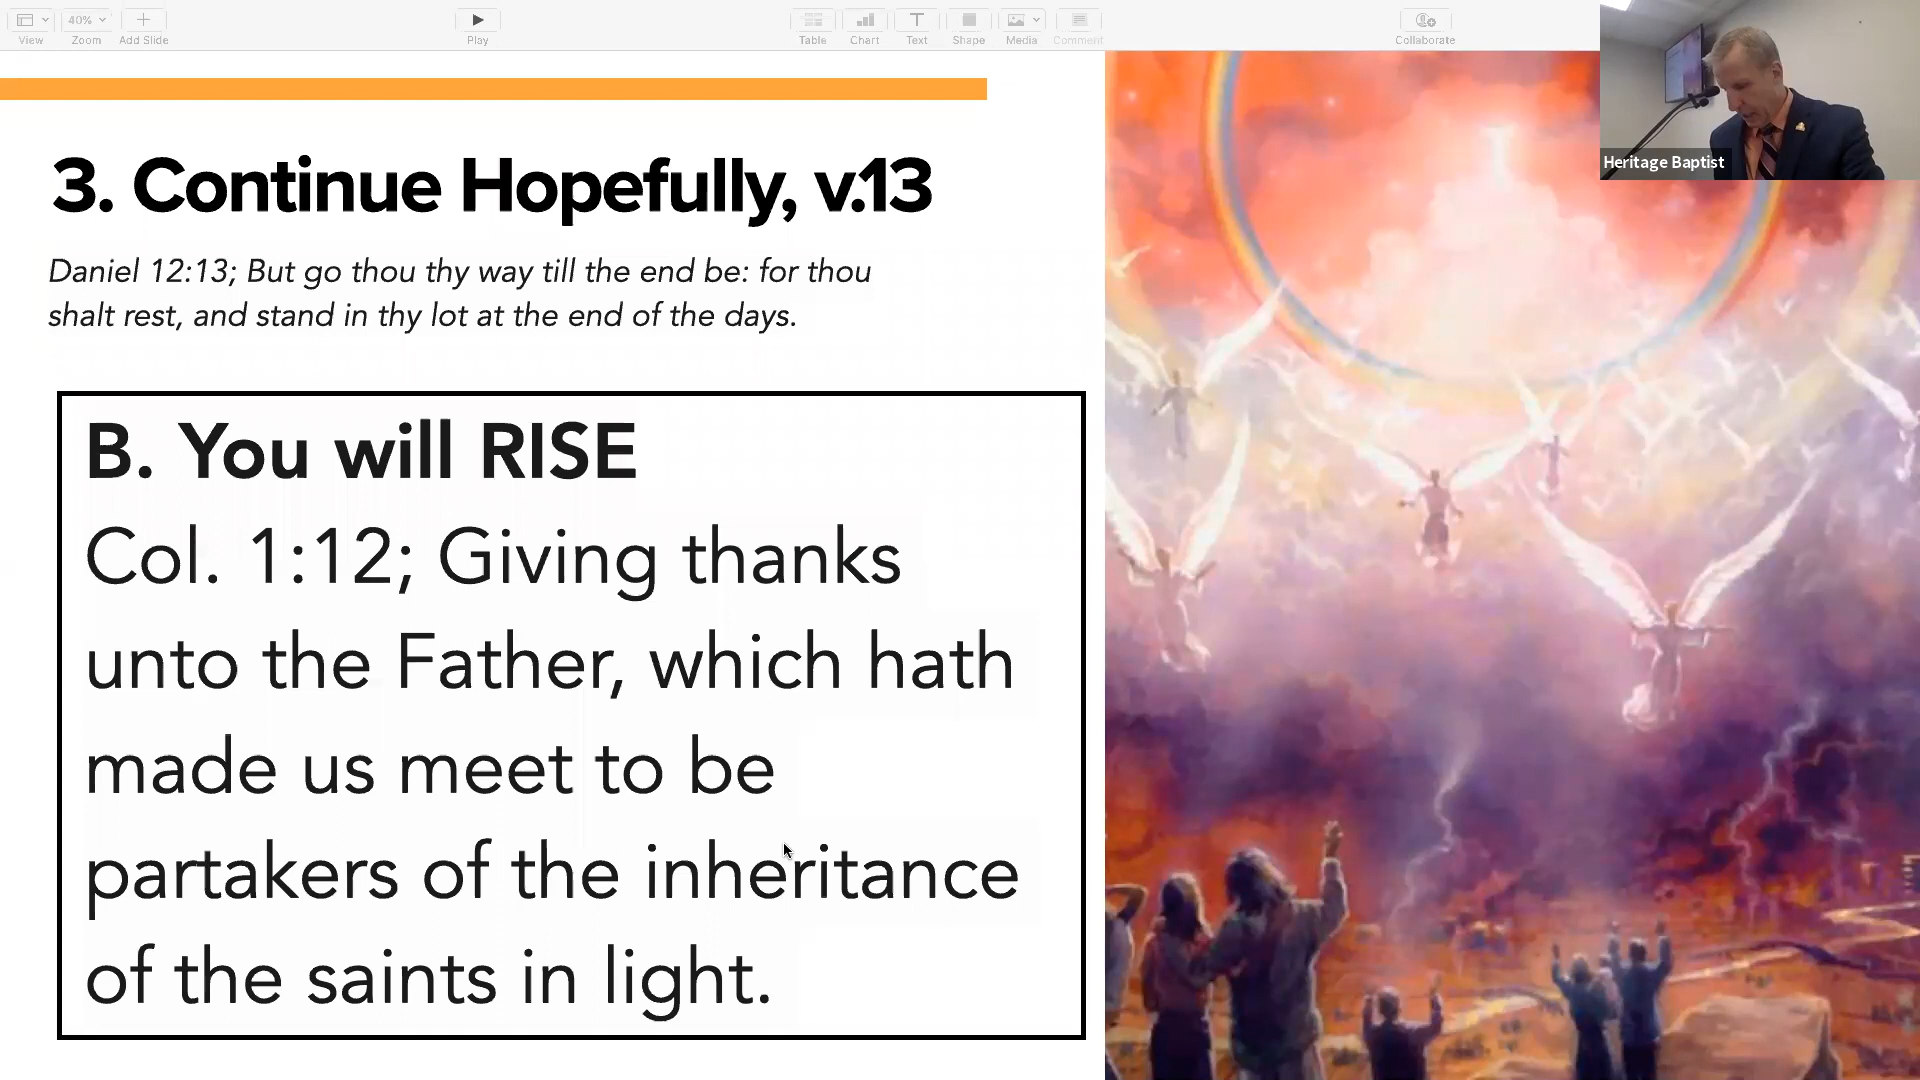 40%
View
Zoom
Add Slide
Play
Table
Chart
Text
Shape
Media
Comment
Collaborate
Heritage Baptist
3. Continue Hopefully, v.13
Daniel 12:13; But go thou thy way till the end be: for thou
shalt rest, and stand in thy lot at the end of the days.
B. You will RISE
Col. 1:12; Giving thanks
unto the Father, which hath
made us meet to be
partakers of the inheritance
of the saints in light.